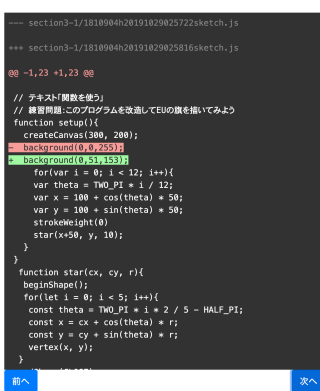 --- section3-1/1810904h20191029025722sketch.js
+++ section3-1/1810904h20191029025816sketch.js
@@ -1,23 +1,23 @@
// テキスト「関数を使う」
// 練習問題:このプログラムを改造してEUの旗を描いてみよう
function setup(){
createCanvas(300, 200);
- background(0,0,255);
+ background(0,51,153);
for(var i = 0; i < 12; i++){
var theta = TWO_PI * i / 12;
var x = 100 + cos(theta) * 50;
var y = 100 + sin(theta) * 50;
strokeWeight(0)
star(x+50, y, 10);
}
}
function star(cx, cy, r){
beginShape();
for(let i = 0; i < 5; i++){
const theta = TWO_PI * i * 2 / 5 - HALF_PI;
const x = cx + cos(theta) * r;
const y = cy + sin(theta) * r;
vertex(x, y);
}
前へ
次へ